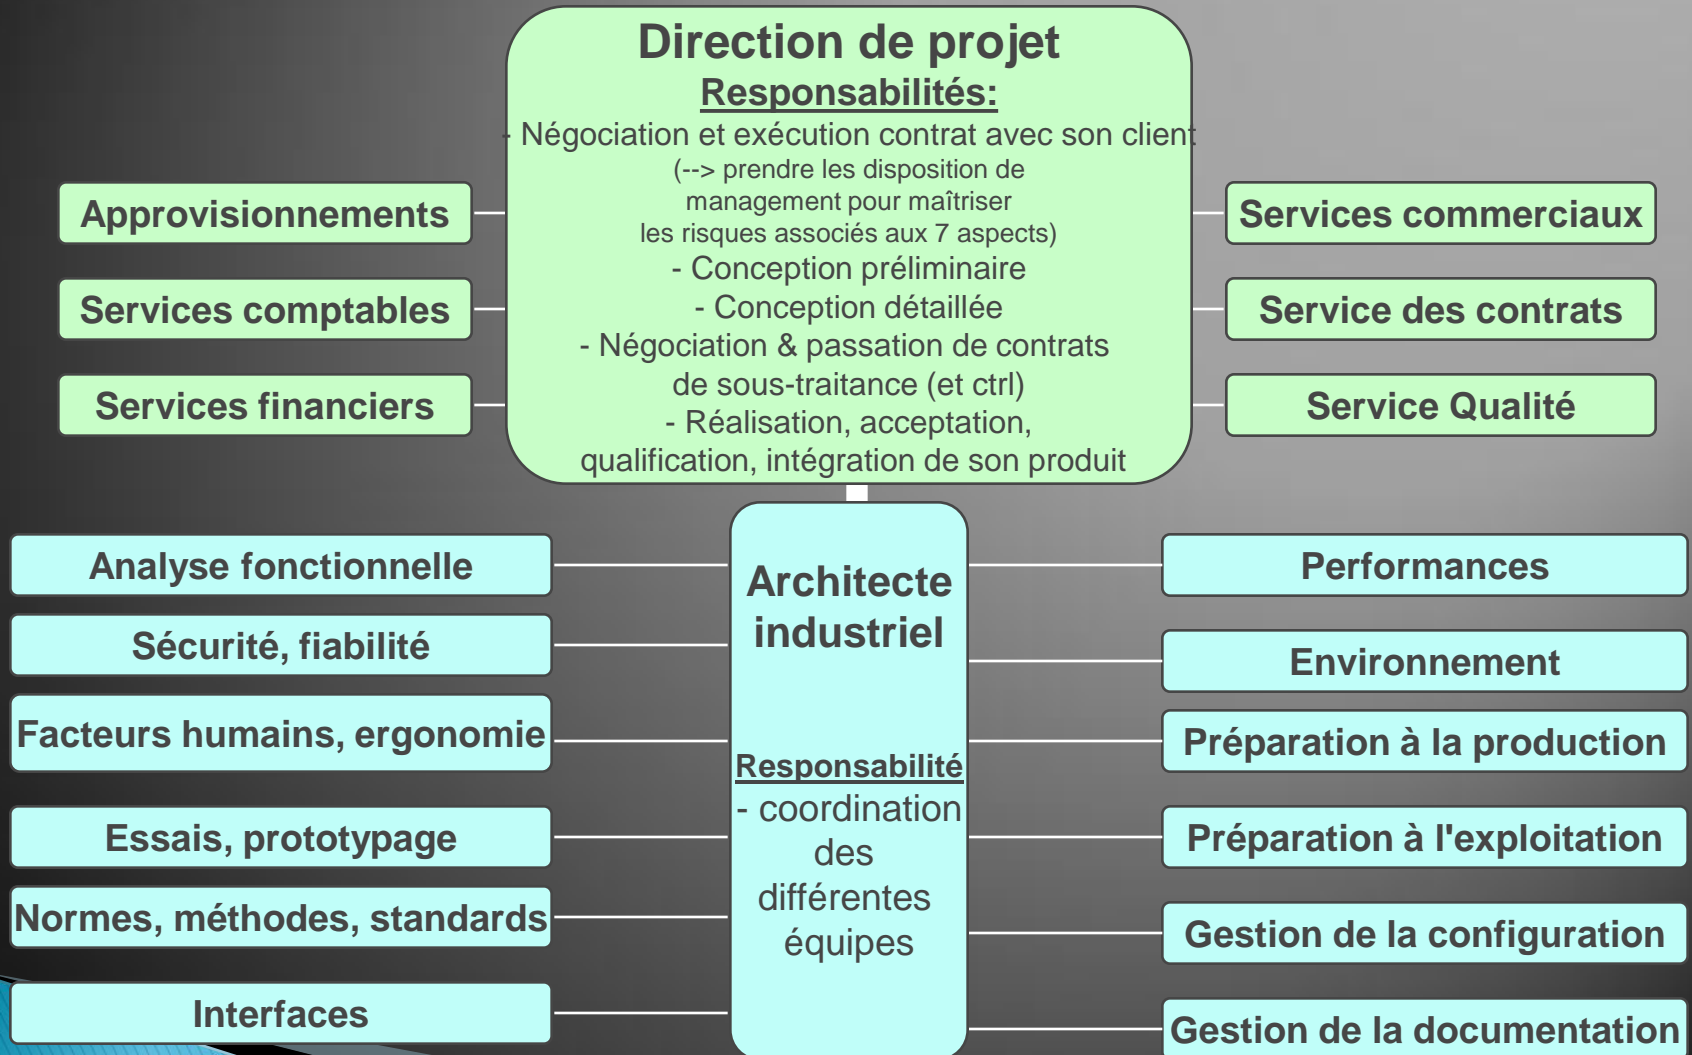 Direction de projet
Responsabilités:
- Négociation et exécution contrat avec son client
(--> prendre les disposition de
management pour maîtriser
les risques associés aux 7 aspects)
- Conception préliminaire
- Conception détaillée
- Négociation & passation de contrats
de sous-traitance (et ctrl)
- Réalisation, acceptation,
qualification, intégration de son produit
Approvisionnements
Services comptables
Services financiers
Services commerciaux
Service des contrats
Service Qualité
Architecte
industriel
Responsabilité
- coordination
des
différentes
équipes
Analyse fonctionnelle
Sécurité, fiabilité
Facteurs humains, ergonomie
Essais, prototypage
Normes, méthodes, standards
Interfaces
Performances
Environnement
Préparation à la production
Préparation à l'exploitation
Gestion de la configuration
Gestion de la documentation